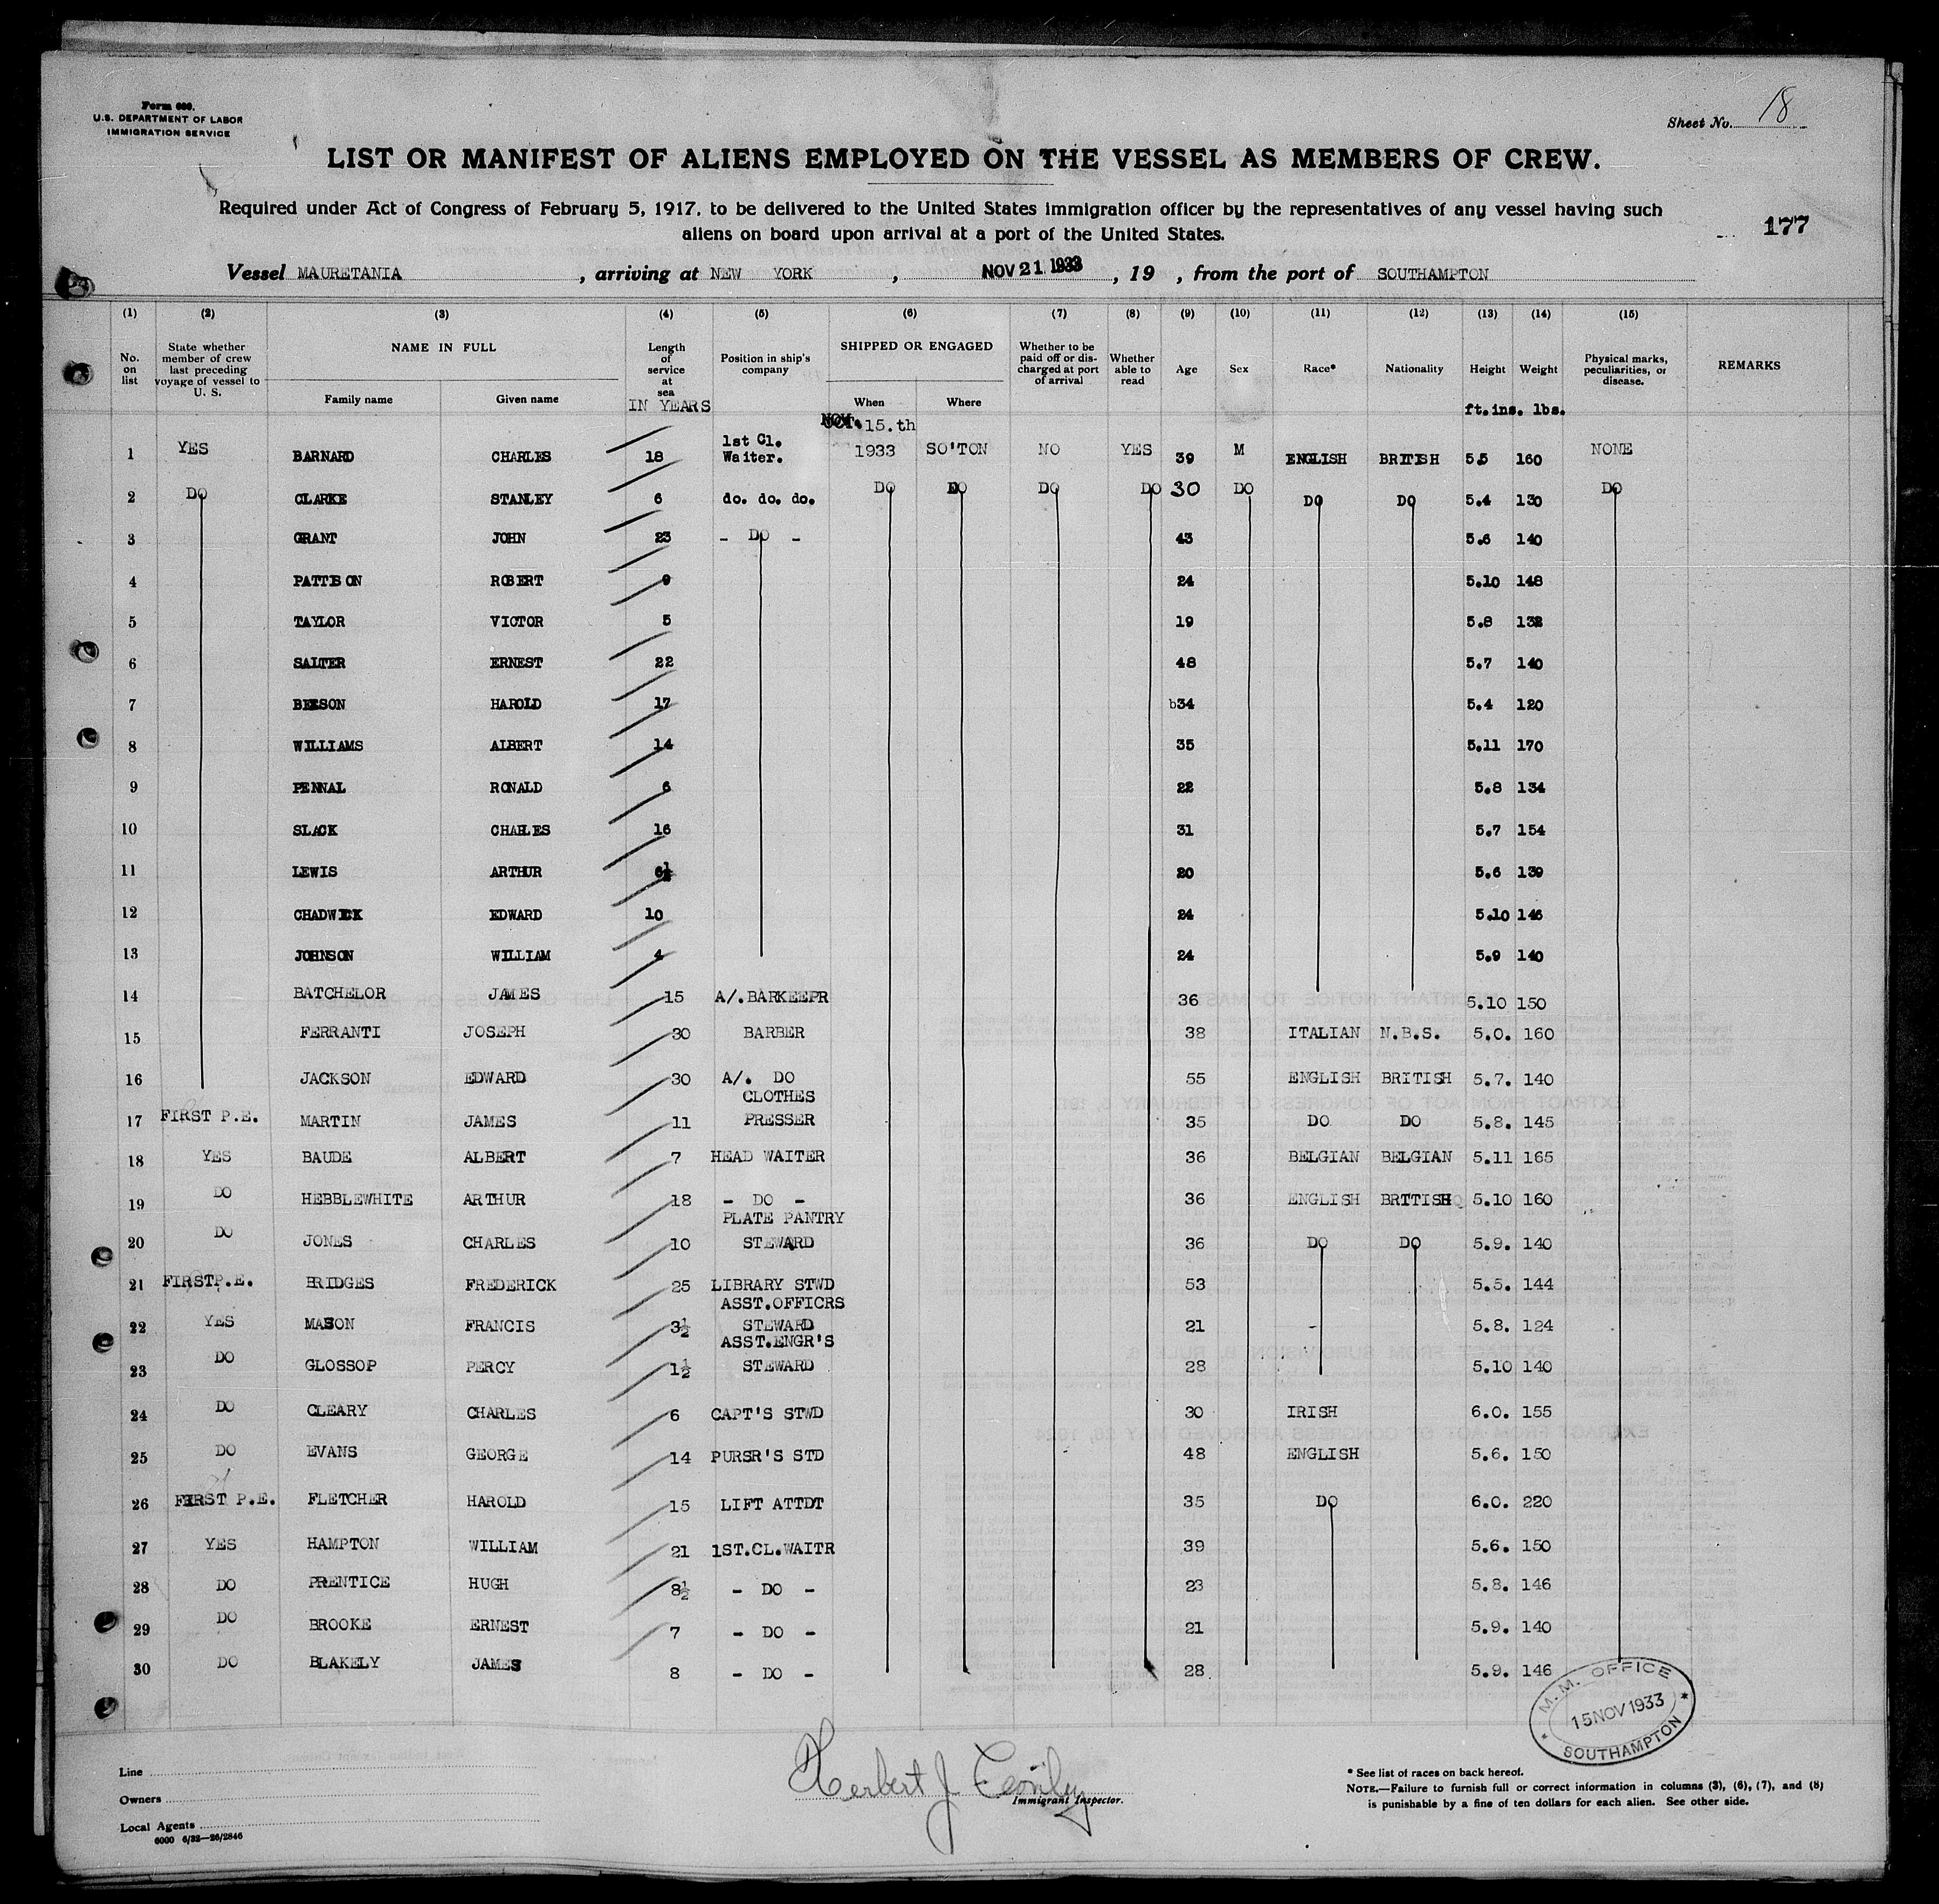 Form 680.
U.S. DEPARTMENT OF LABOR
IMMIGRATION SERVICE
Sheet No. 18
LIST OR MANIFEST OF ALIENS EMPLOYED ON THE VESSEL AS MEMBERS OF CREW.
Required under Act of Congress of February 5, 1917, to be delivered to the United States immigration officer by the representatives of any vessel having such
aliens on board upon arrival at a port of the United States.
177
Vessel MAURETANIA, arriving at NEW YORK, NOV 21 1933, 19 , from the port of SOUTHAMPTON
(1) (2) (3) (4) (5) (6) (7) (8) (9) (10) (11) (12) (13) (14) (15)
No. on list
State whether member of crew last preceding voyage of vessel to U. S.
NAME IN FULL
Family name
Given name
Length of service at sea
IN YEARS
Position in ship's company
SHIPPED OR ENGAGED
When
Where
Whether to be paid off or discharged at port of arrival
Whether able to read
Age
Sex
Race*
Nationality
Height
Weight
ft.ins. lbs.
Physical marks, peculiarities, or disease.
REMARKS
1 YES BARNARD CHARLES 18 1st Cl. Waiter. NOV. 15.th 1933 SO'TON NO YES 39 M ENGLISH BRITISH 5.5 160 NONE
2 DO CLARKE STANLEY 6 do. do. do. DO DO DO DO 30 DO DO DO 5.4 130 DO
3 GRANT JOHN 23 - DO - 43 5.6 140
4 PATTISON ROBERT 9 24 5.10 148
5 TAYLOR VICTOR 5 19 5.8 132
6 SALTER ERNEST 22 48 5.7 140
7 BEESON HAROLD 17 34 5.4 120
8 WILLIAMS ALBERT 14 35 5.11 170
9 PENNAL RONALD 6 22 5.8 134
10 SLACK CHARLES 16 31 5.7 154
11 LEWIS ARTHUR 6½ 20 5.6 139
12 CHADWICK EDWARD 10 24 5.10 146
13 JOHNSON WILLIAM 4 24 5.9 140
14 BATCHELOR JAMES 15 A/.BARKEEPR 36 5.10 150
15 FERRANTI JOSEPH 30 BARBER 38 ITALIAN N.B.S. 5.0. 160
16 JACKSON EDWARD 30 A/. DO 55 ENGLISH BRITISH 5.7. 140
17 FIRST P.E. MARTIN JAMES 11 CLOTHES PRESSER 35 DO DO 5.8. 145
18 YES BAUDE ALBERT 7 HEAD WAITER 36 BELGIAN BELGIAN 5.11 165
19 DO HEBBLEWHITE ARTHUR 18 - DO - 36 ENGLISH BRITISH 5.10 160
20 DO JONES CHARLES 10 PLATE PANTRY STEWARD 36 DO DO 5.9. 140
21 FIRST P.E. BRIDGES FREDERICK 25 LIBRARY STWD 53 5.5. 144
22 YES MASON FRANCIS 3½ ASST.OFFICRS STEWARD 21 - 5.8. 124
23 DO GLOSSOP PERCY 1½ ASST.ENGR'S STEWARD 28 5.10 140
24 DO CLEARY CHARLES 6 CAPT'S STWD 30 IRISH 6.0. 155
25 DO EVANS GEORGE 14 PURSR'S STD 48 ENGLISH 5.6. 150
26 FIRST P.E. FLETCHER HAROLD 15 LIFT ATTDT 35 DO 6.0. 220
27 YES HAMPTON WILLIAM 21 1ST.CL.WAITR 39 5.6. 150
28 DO PRENTICE HUGH 8½ - DO - 23 5.8. 146
29 DO BROOKE ERNEST 7 - DO - 21 5.9. 140
30 DO BLAKELY JAMES 8 - DO - 28 5.9. 146
M.M. OFFICE
15 NOV 1933
SOUTHAMPTON
Line
Owners
Local Agents
6000 6/32—26/2846
Herbert J
Immigrant Inspector.
* See list of races on back hereof.
NOTE.—Failure to furnish full or correct information in columns (3), (6), (7), and (8)
is punishable by a fine of ten dollars for each alien. See other side.